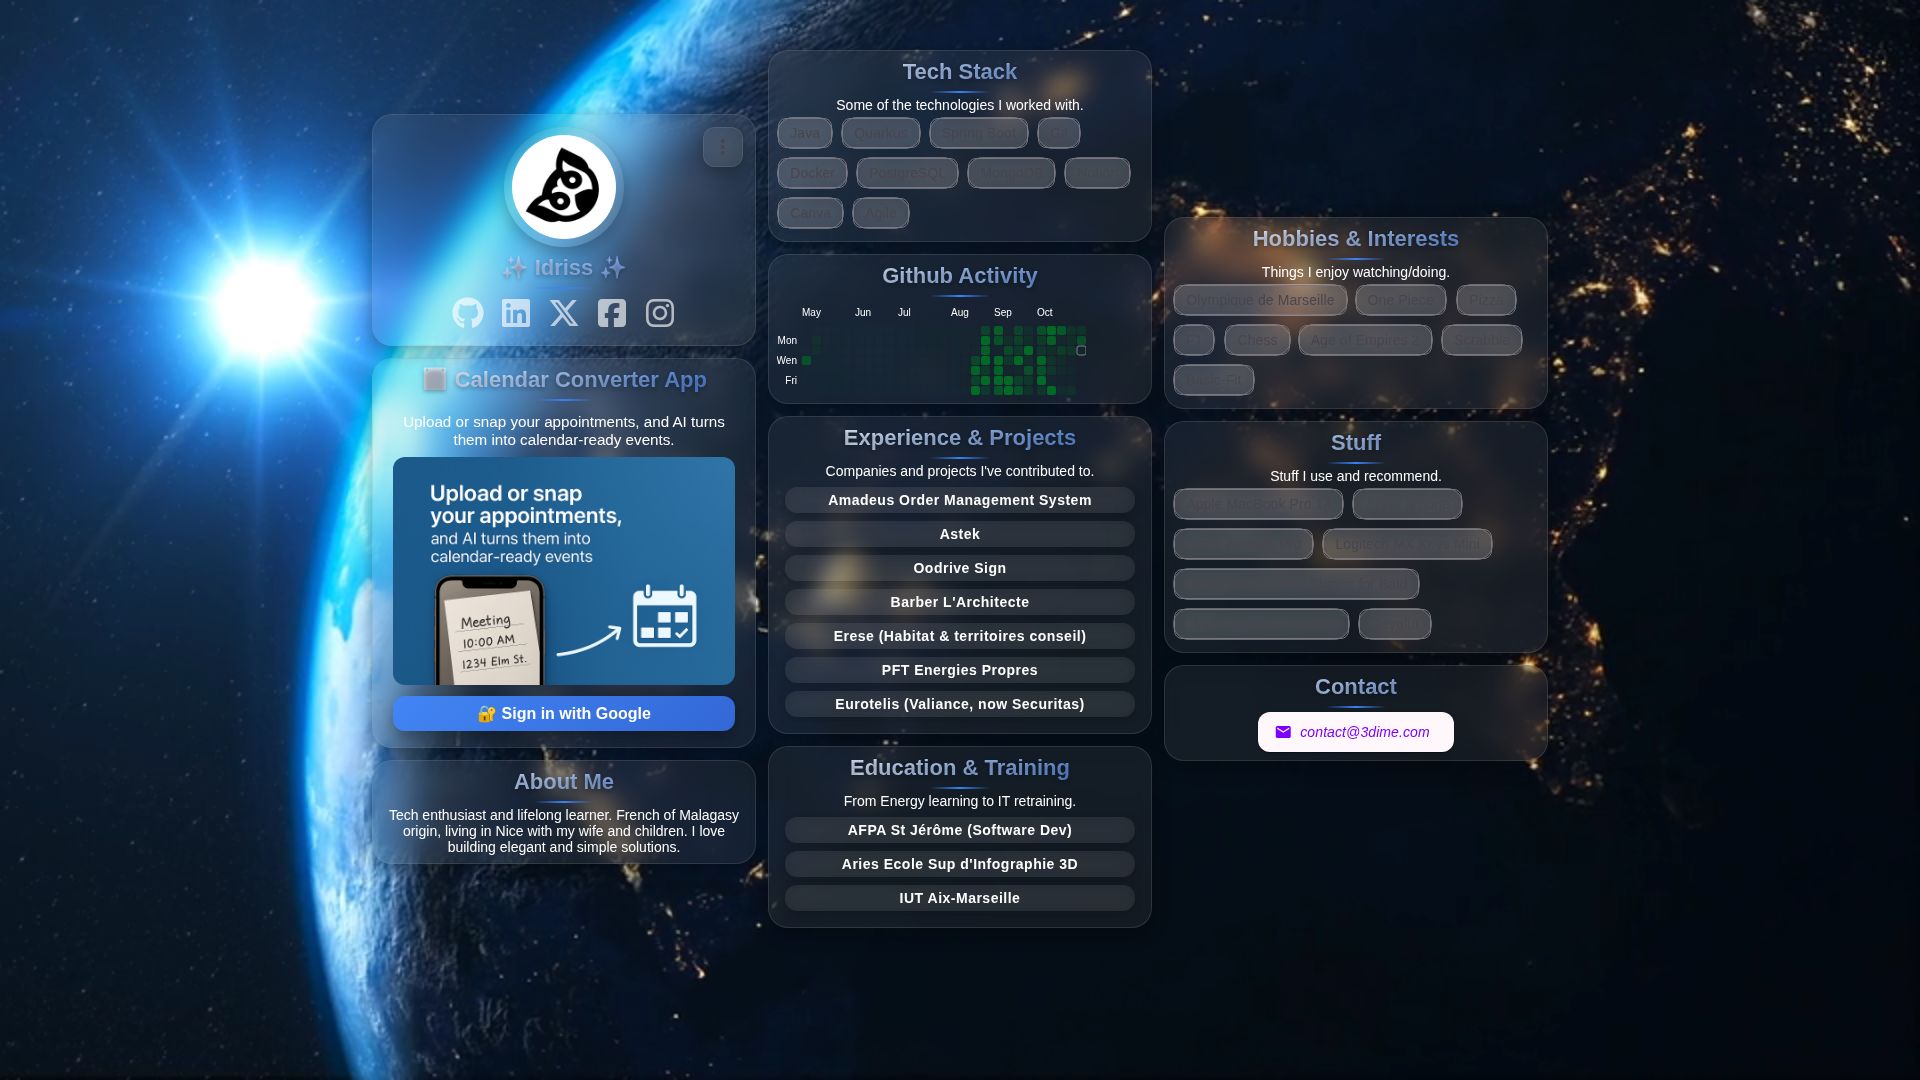 ✨ Idriss ✨
Calendar Converter App
Upload or snap your appointments, and AI turns
them into calendar-ready events.
Upload or snap
your appointments,
and AI turns them into
calendar-ready events
Meeting
10:00 AM
1234 Elm St.
🔐 Sign in with Google
About Me
Tech enthusiast and lifelong learner. French of Malagasy
origin, living in Nice with my wife and children. I love
building elegant and simple solutions.
Tech Stack
Some of the technologies I worked with.
Java Quarkus Spring Boot Git
Docker PostgreSQL MongoDB
Canva Agile
Github Activity
May Jun Jul Aug Sep Oct
Mon
Wen
Fri
Experience & Projects
Companies and projects I've contributed to.
Amadeus Order Management System
Astek
Oodrive Sign
Barber L'Architecte
Erese (Habitat & territoires conseil)
PFT Energies Propres
Eurotelis (Valiance, now Securitas)
Education & Training
From Energy learning to IT retraining.
AFPA St Jérôme (Software Dev)
Aries Ecole Sup d'Infographie 3D
IUT Aix-Marseille
Hobbies & Interests
Things I enjoy watching/doing.
Olympique de Marseille One Piece Pizza
Chess Age of Empires 2 Scrabble
Basic-Fit
Stuff
Stuff I use and recommend.
Apple MacBook Pro
Logitech MX Keys Mini
Contact
contact@3dime.com